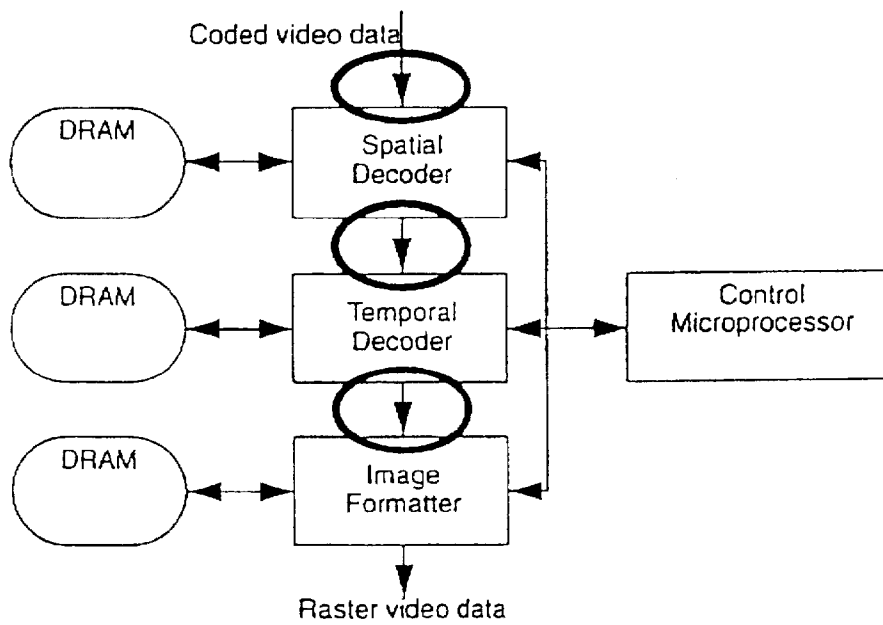 Coded video data
DRAM
Spatial
Decoder
DRAM
Temporal
Decoder
Control
Microprocessor
DRAM
Image
Formatter
Raster video data